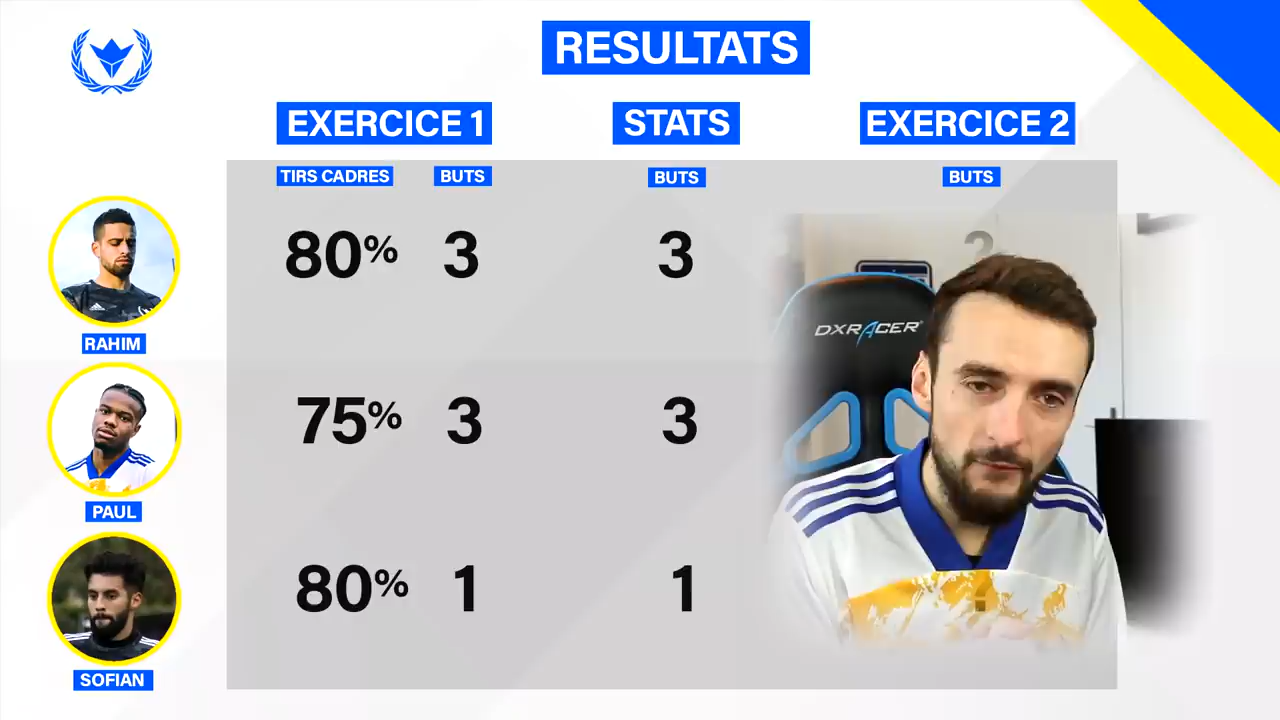 RESULTATS
EXERCICE 1
STATS
EXERCICE 2
TIRS CADRES
BUTS
BUTS
BUTS
80% 3 3 ?
RAHIM
DXRACER
75% 3 3
PAUL
80% 1 1
SOFIAN